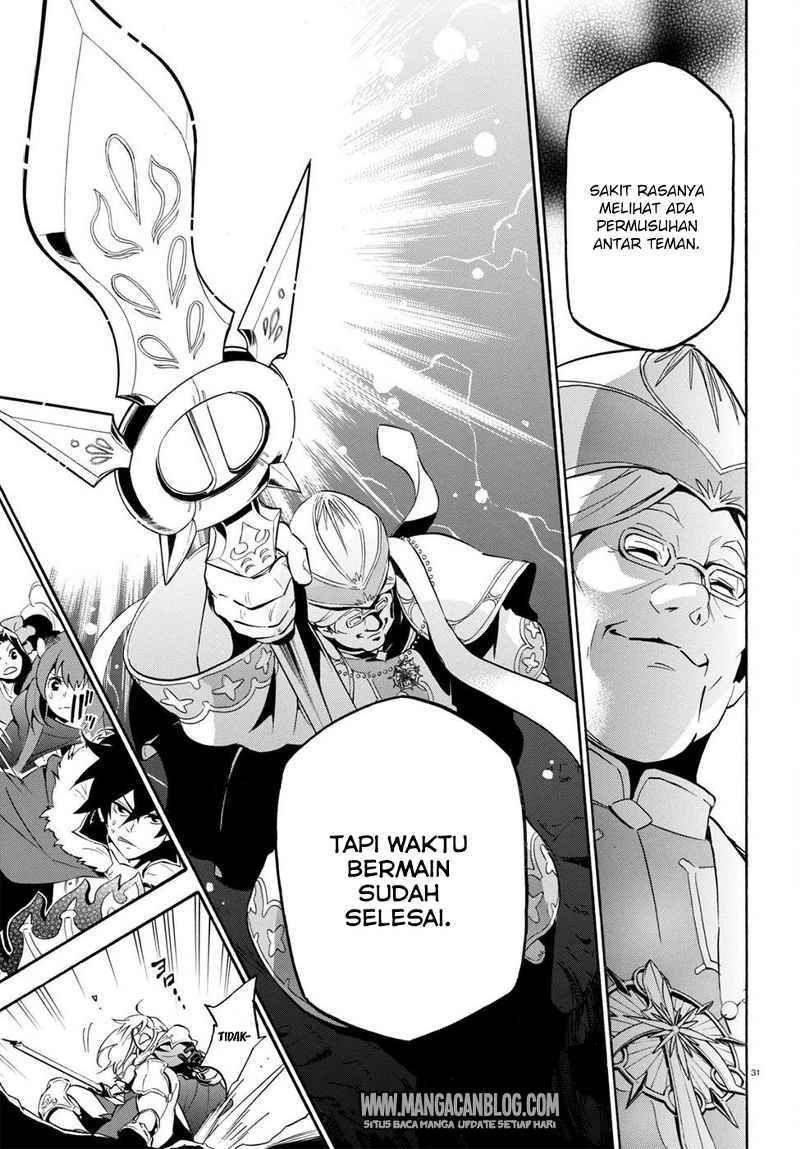 SAKIT RASANYA
MELIHAT ADA
PERMUSUHAN
ANTAR TEMAN.
TAPI WAKTU
BERMAIN
SUDAH
SELESAI.
TIDAK-
31
WWW.MANGACANBLOG.COM
SITUS BACA MANGA UPDATE SETIAP HARI